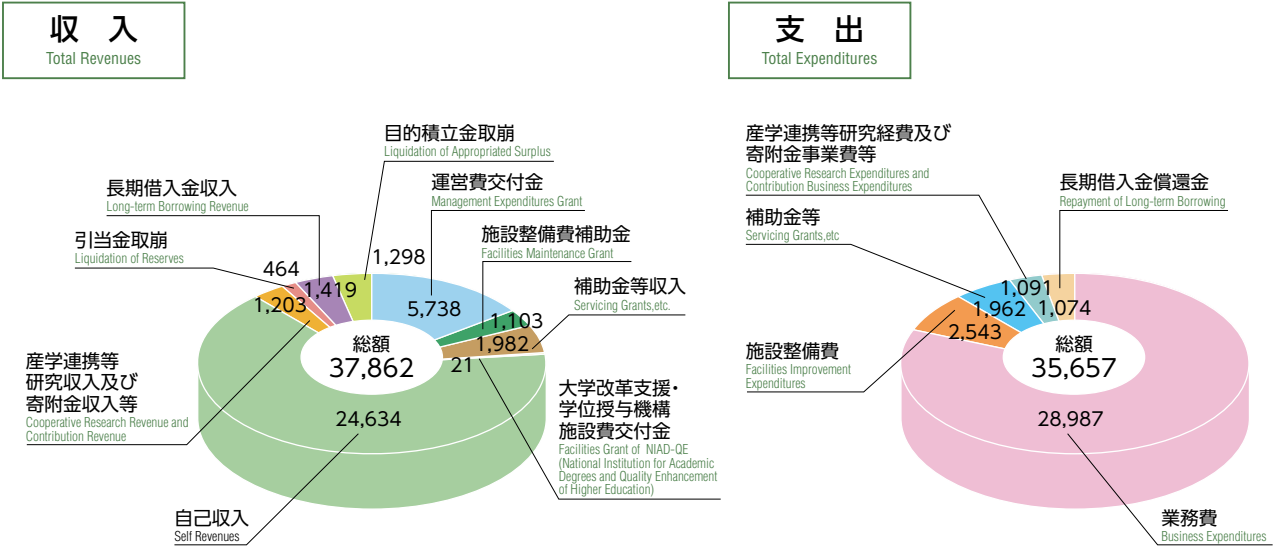 収 入
Total Revenues
目的積立金取崩
Liquidation of Appropriated Surplus
1,298
運営費交付金
Management Expenditures Grant
5,738
施設整備費補助金
Facilities Maintenance Grant
1,103
補助金等収入
Servicing Grants,etc.
1,982
大学改革支援・
学位授与機構
施設費交付金
Facilities Grant of NIAD-QE
(National Institution for Academic
Degrees and Quality Enhancement
of Higher Education)
21
自己収入
Self Revenues
24,634
産学連携等
研究収入及び
寄附金収入等
Cooperative Research Revenue and
Contribution Revenue
1,203
引当金取崩
Liquidation of Reserves
464
長期借入金収入
Long-term Borrowing Revenue
1,419
総額
37,862
支 出
Total Expenditures
産学連携等研究経費及び
寄附金事業費等
Cooperative Research Expenditures and
Contribution Business Expenditures
1,091
長期借入金償還金
Repayment of Long-term Borrowing
1,074
補助金等
Servicing Grants,etc
1,962
施設整備費
Facilities Improvement
Expenditures
2,543
総額
35,657
28,987
業務費
Business Expenditures